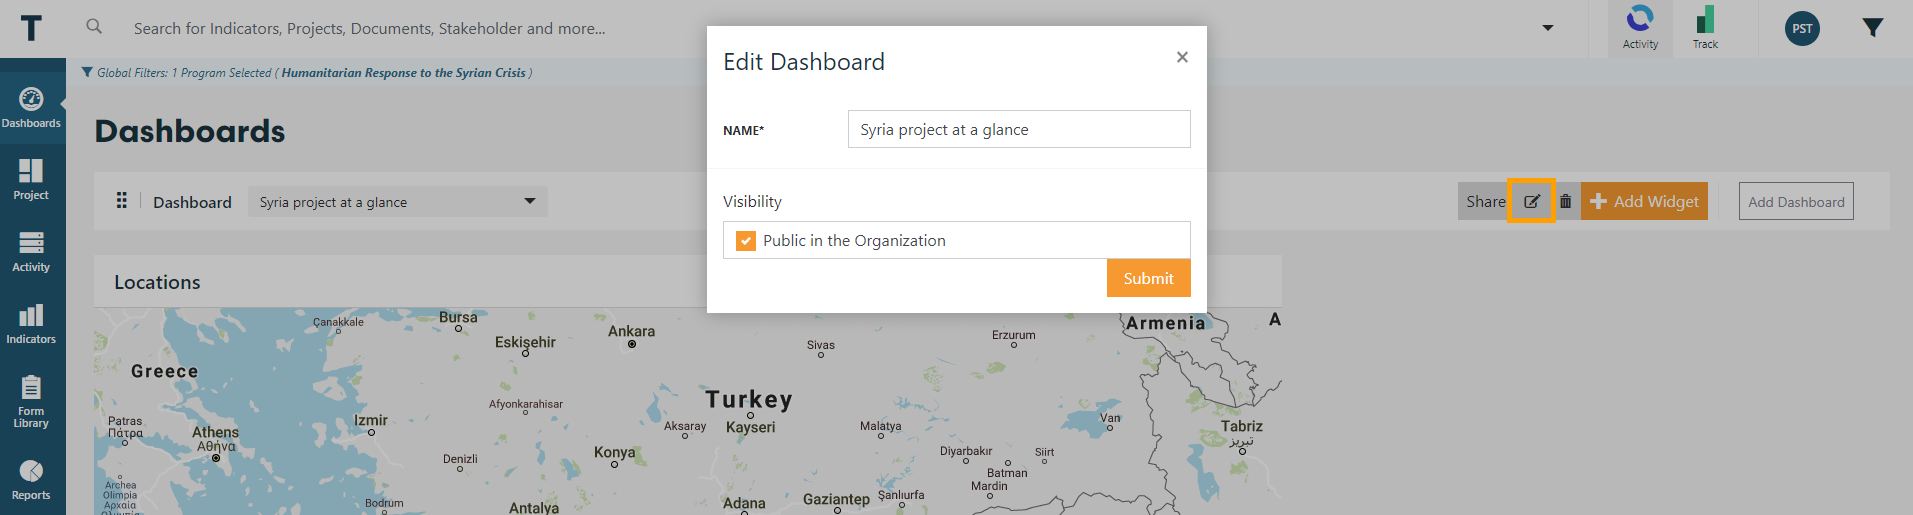 T
Search for Indicators, Projects, Documents, Stakeholder and more...
Activity
Track
PST
Global Filters: 1 Program Selected ( Humanitarian Response to the Syrian Crisis )
Dashboards
Project
Activity
Indicators
Form
Library
Reports
Dashboards
Dashboard
Syria project at a glance
Share
Add Widget
Add Dashboard
Edit Dashboard
×
NAME*
Syria project at a glance
Visibility
Public in the Organization
Submit
Locations
Çanakkale
Bursa
Ankara
Eskişehir
Sivas
Erzurum
Armenia
A
Greece
Turkey
Afyonkarahisar
Kayseri
Aksaray
Malatya
Van
Tabriz
تبریز
Patras
Πάτρα
Athens
Αθήνα
Izmir
Denizli
Konya
Diyarbakır
Siirt
Batman
Mardin
Archea
Olimpia
Αρχαία
Ολυμπία
Bodrum
Antalya
Adana
Gaziantep
Şanlıurfa